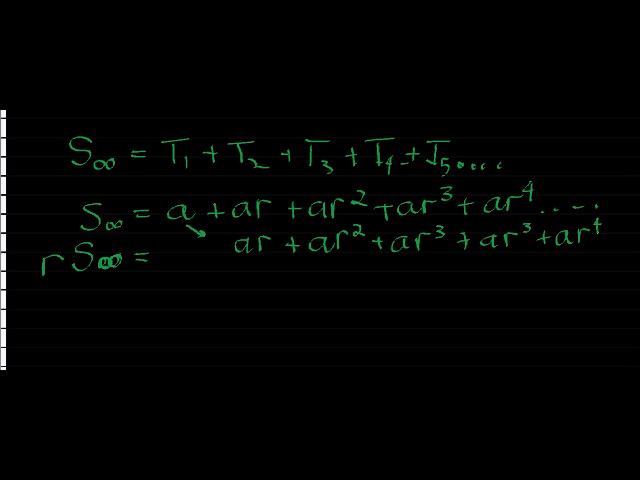 S∞ = T₁ + T₂ + T₃ + T₄ + T₅....
S∞ = a + ar + ar² + ar³ + ar⁴....
rS∞ = ar + ar² + ar³ + ar³ + ar⁴